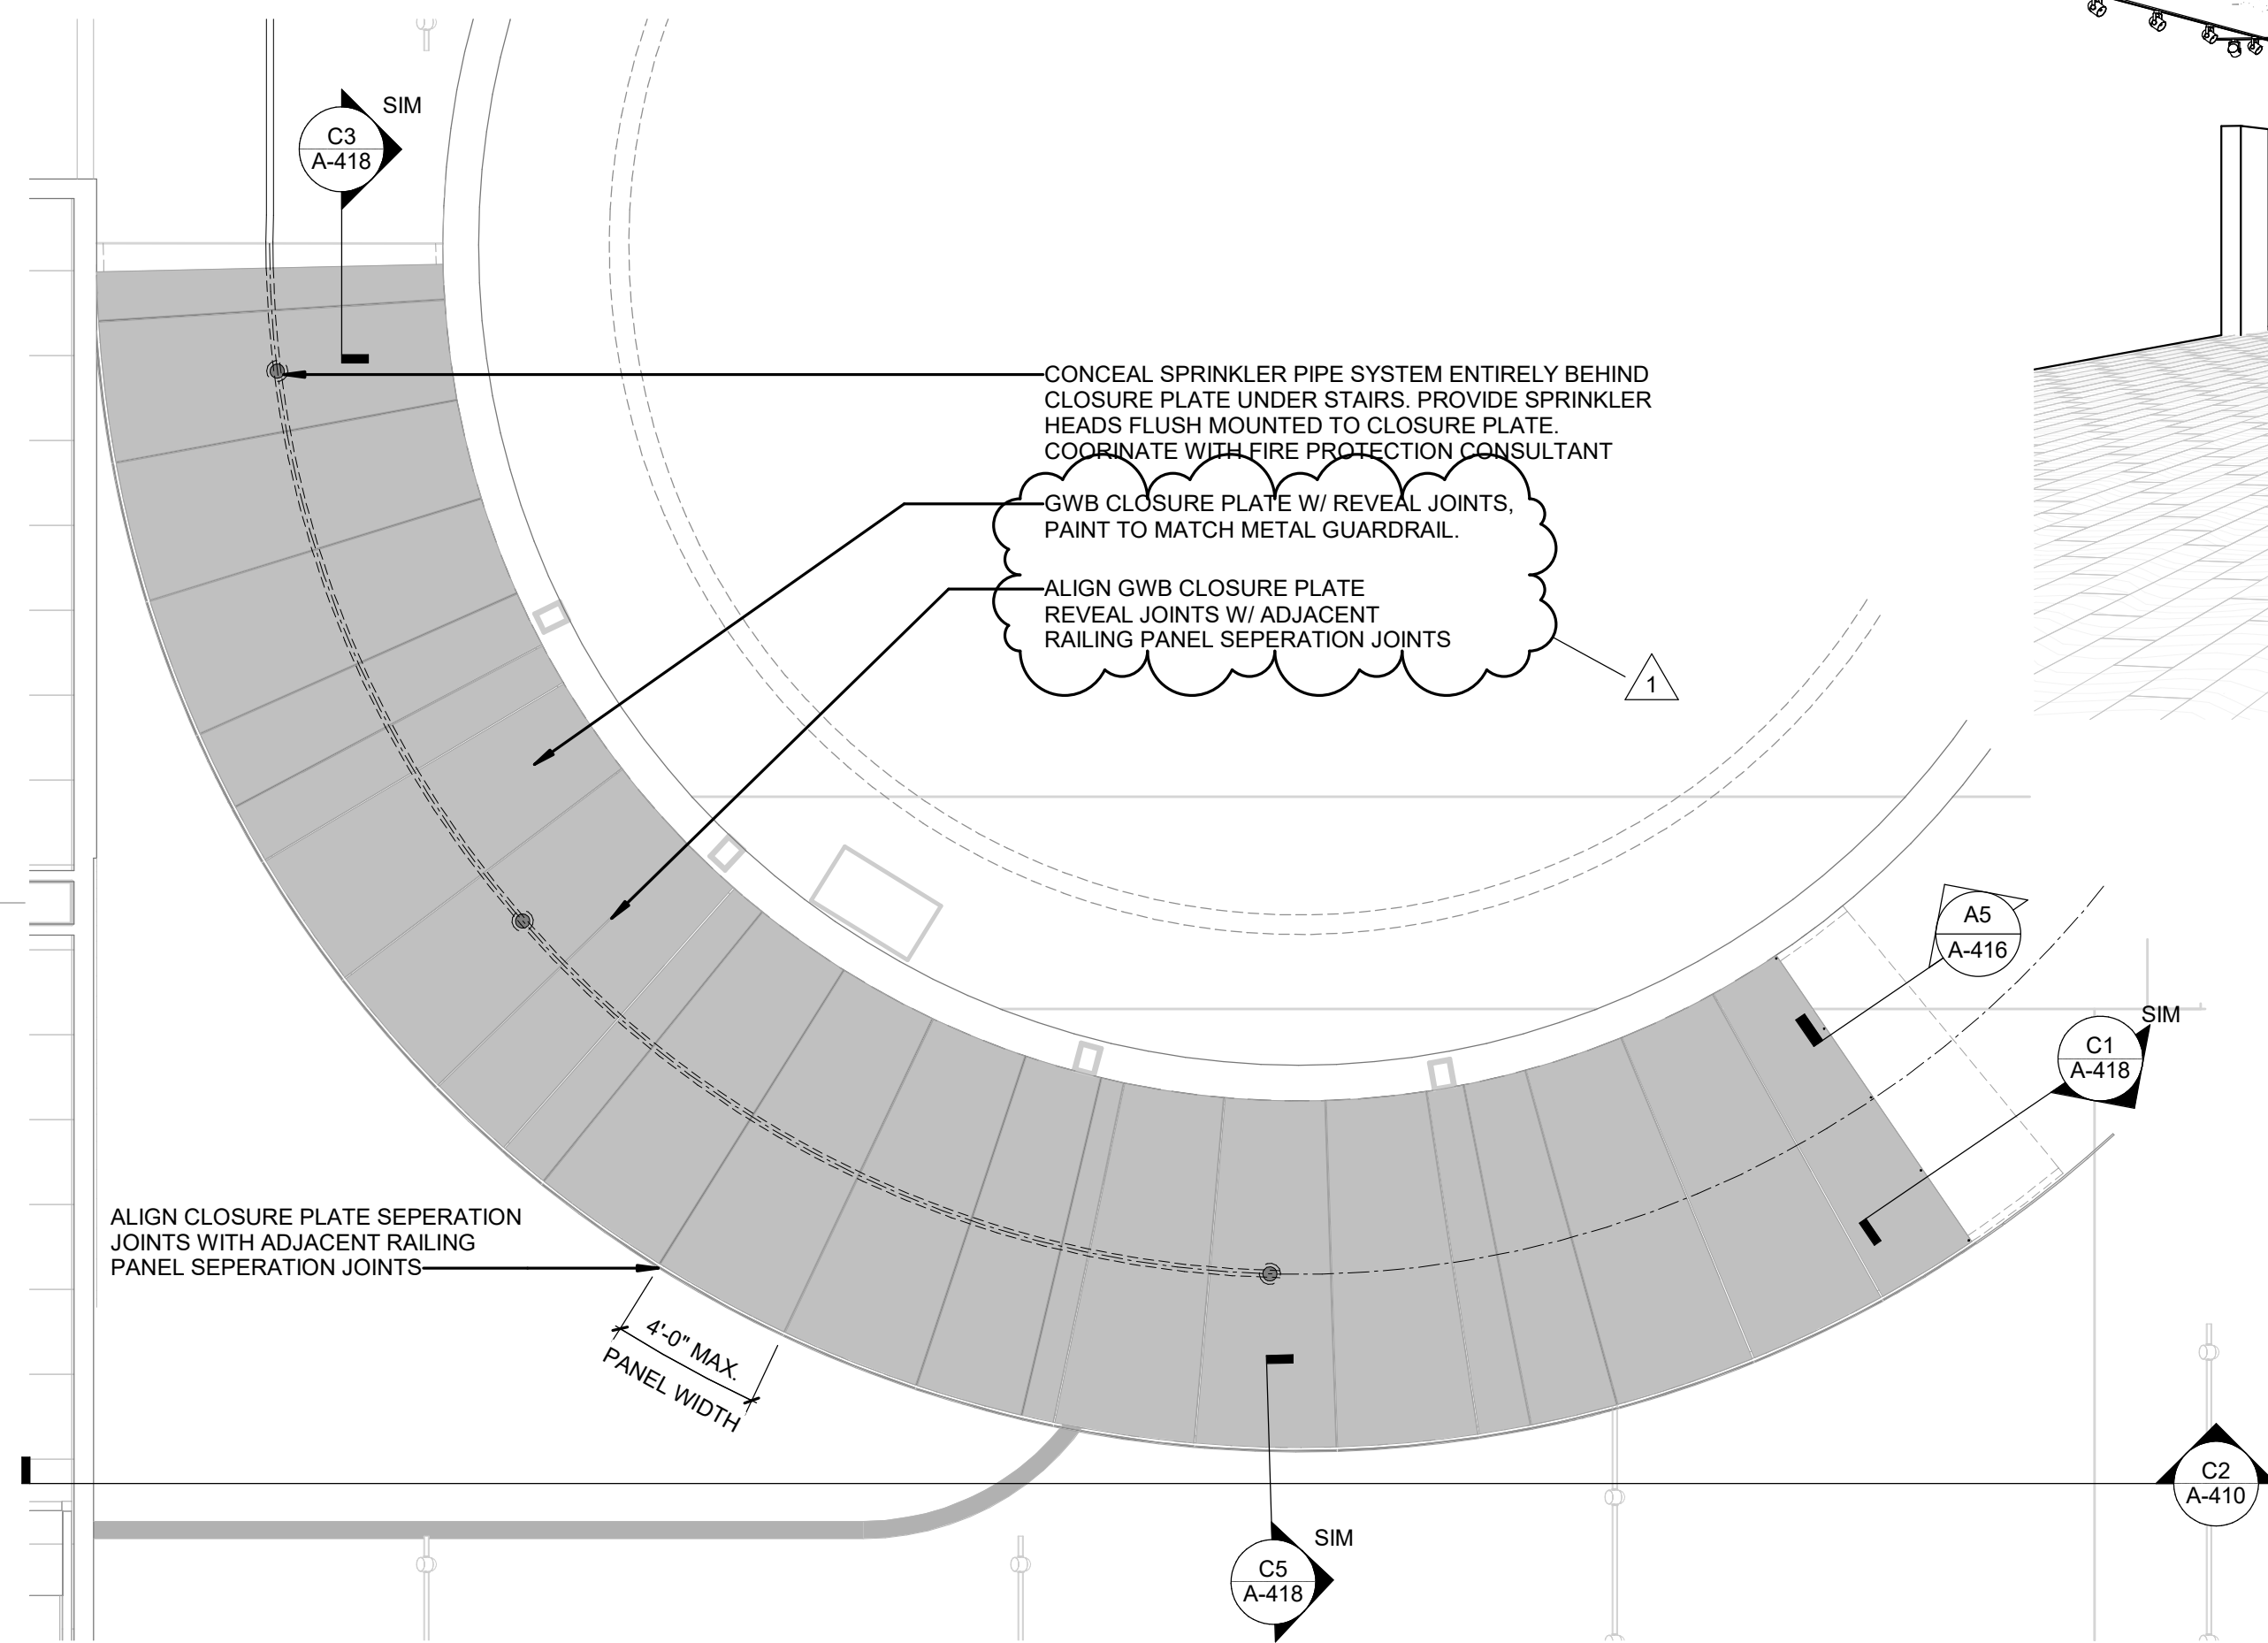 SIM
C3
A-418
CONCEAL SPRINKLER PIPE SYSTEM ENTIRELY BEHIND
CLOSURE PLATE UNDER STAIRS. PROVIDE SPRINKLER
HEADS FLUSH MOUNTED TO CLOSURE PLATE.
COORINATE WITH FIRE PROTECTION CONSULTANT
GWB CLOSURE PLATE W/ REVEAL JOINTS,
PAINT TO MATCH METAL GUARDRAIL.
ALIGN GWB CLOSURE PLATE
REVEAL JOINTS W/ ADJACENT
RAILING PANEL SEPERATION JOINTS
1
A5
A-416
SIM
C1
A-418
ALIGN CLOSURE PLATE SEPERATION
JOINTS WITH ADJACENT RAILING
PANEL SEPERATION JOINTS
4'-0" MAX.
PANEL WIDTH
C2
A-410
SIM
C5
A-418